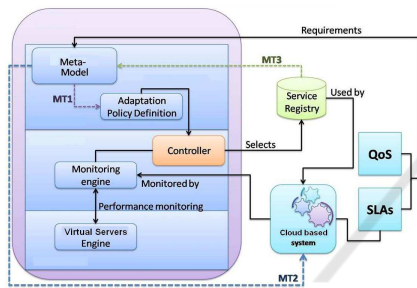 Requirements
Meta-
Model
MT3
MT1
Adaptation
Policy Definition
Service
Registry
Used by
Controller
Selects
QoS
Monitoring
engine
Monitored by
SLAs
Performance monitoring
Virtual Servers
Engine
Cloud based
system
MT2